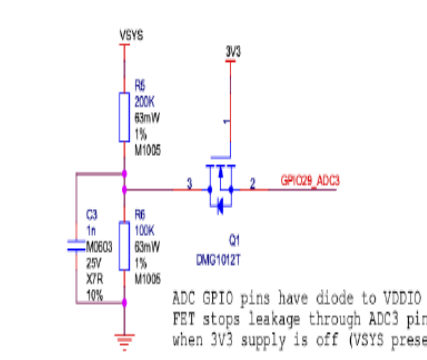 VSYS
3V3
R5
200K
63mW
1%
M1005
1
3
2
GPIO29_ADC3
C3
1n
M0603
25V
X7R
10%
R6
100K
63mW
1%
M1005
Q1
DMG1012T
ADC GPIO pins have diode to VDDIO
FET stops leakage through ADC3 pin
when 3V3 supply is off (VSYS prese